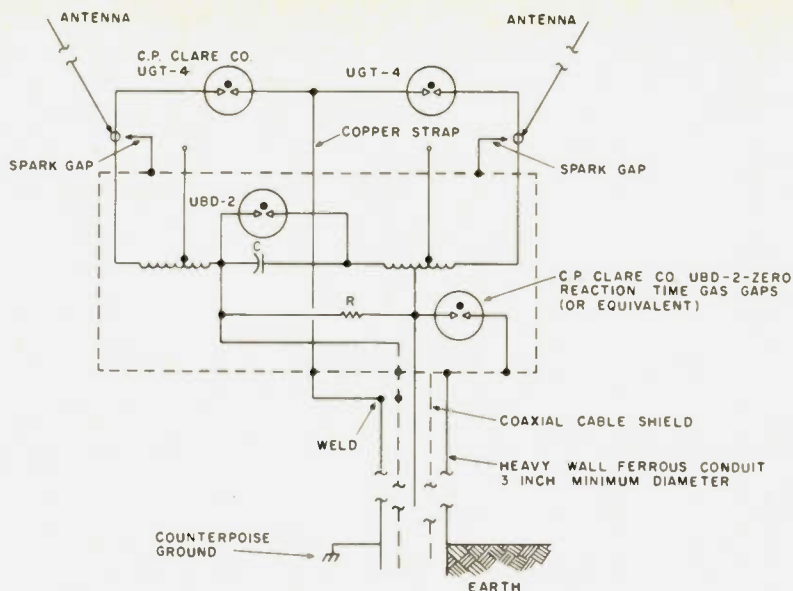 ANTENNA
ANTENNA
C.P. CLARE CO.
UGT-4
UGT-4
COPPER STRAP
SPARK GAP
SPARK GAP
UBD-2
C
C.P. CLARE CO. UBD-2-ZERO
REACTION TIME GAS GAPS
(OR EQUIVALENT)
R
WELD
COAXIAL CABLE SHIELD
HEAVY WALL FERROUS CONDUIT
3 INCH MINIMUM DIAMETER
COUNTERPOISE
GROUND
EARTH